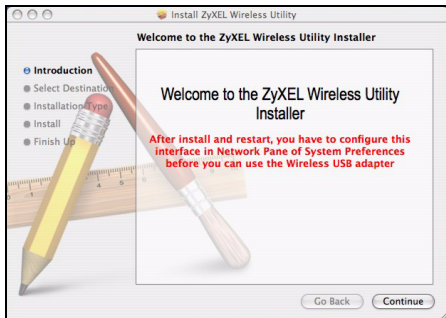 Install ZyXEL Wireless Utility
Welcome to the ZyXEL Wireless Utility Installer
Introduction
Select Destination
Installation Type
Install
Finish Up
Welcome to the ZyXEL Wireless Utility
Installer
After install and restart, you have to configure this
interface in Network Pane of System Preferences
before you can use the Wireless USB adapter
Go Back
Continue